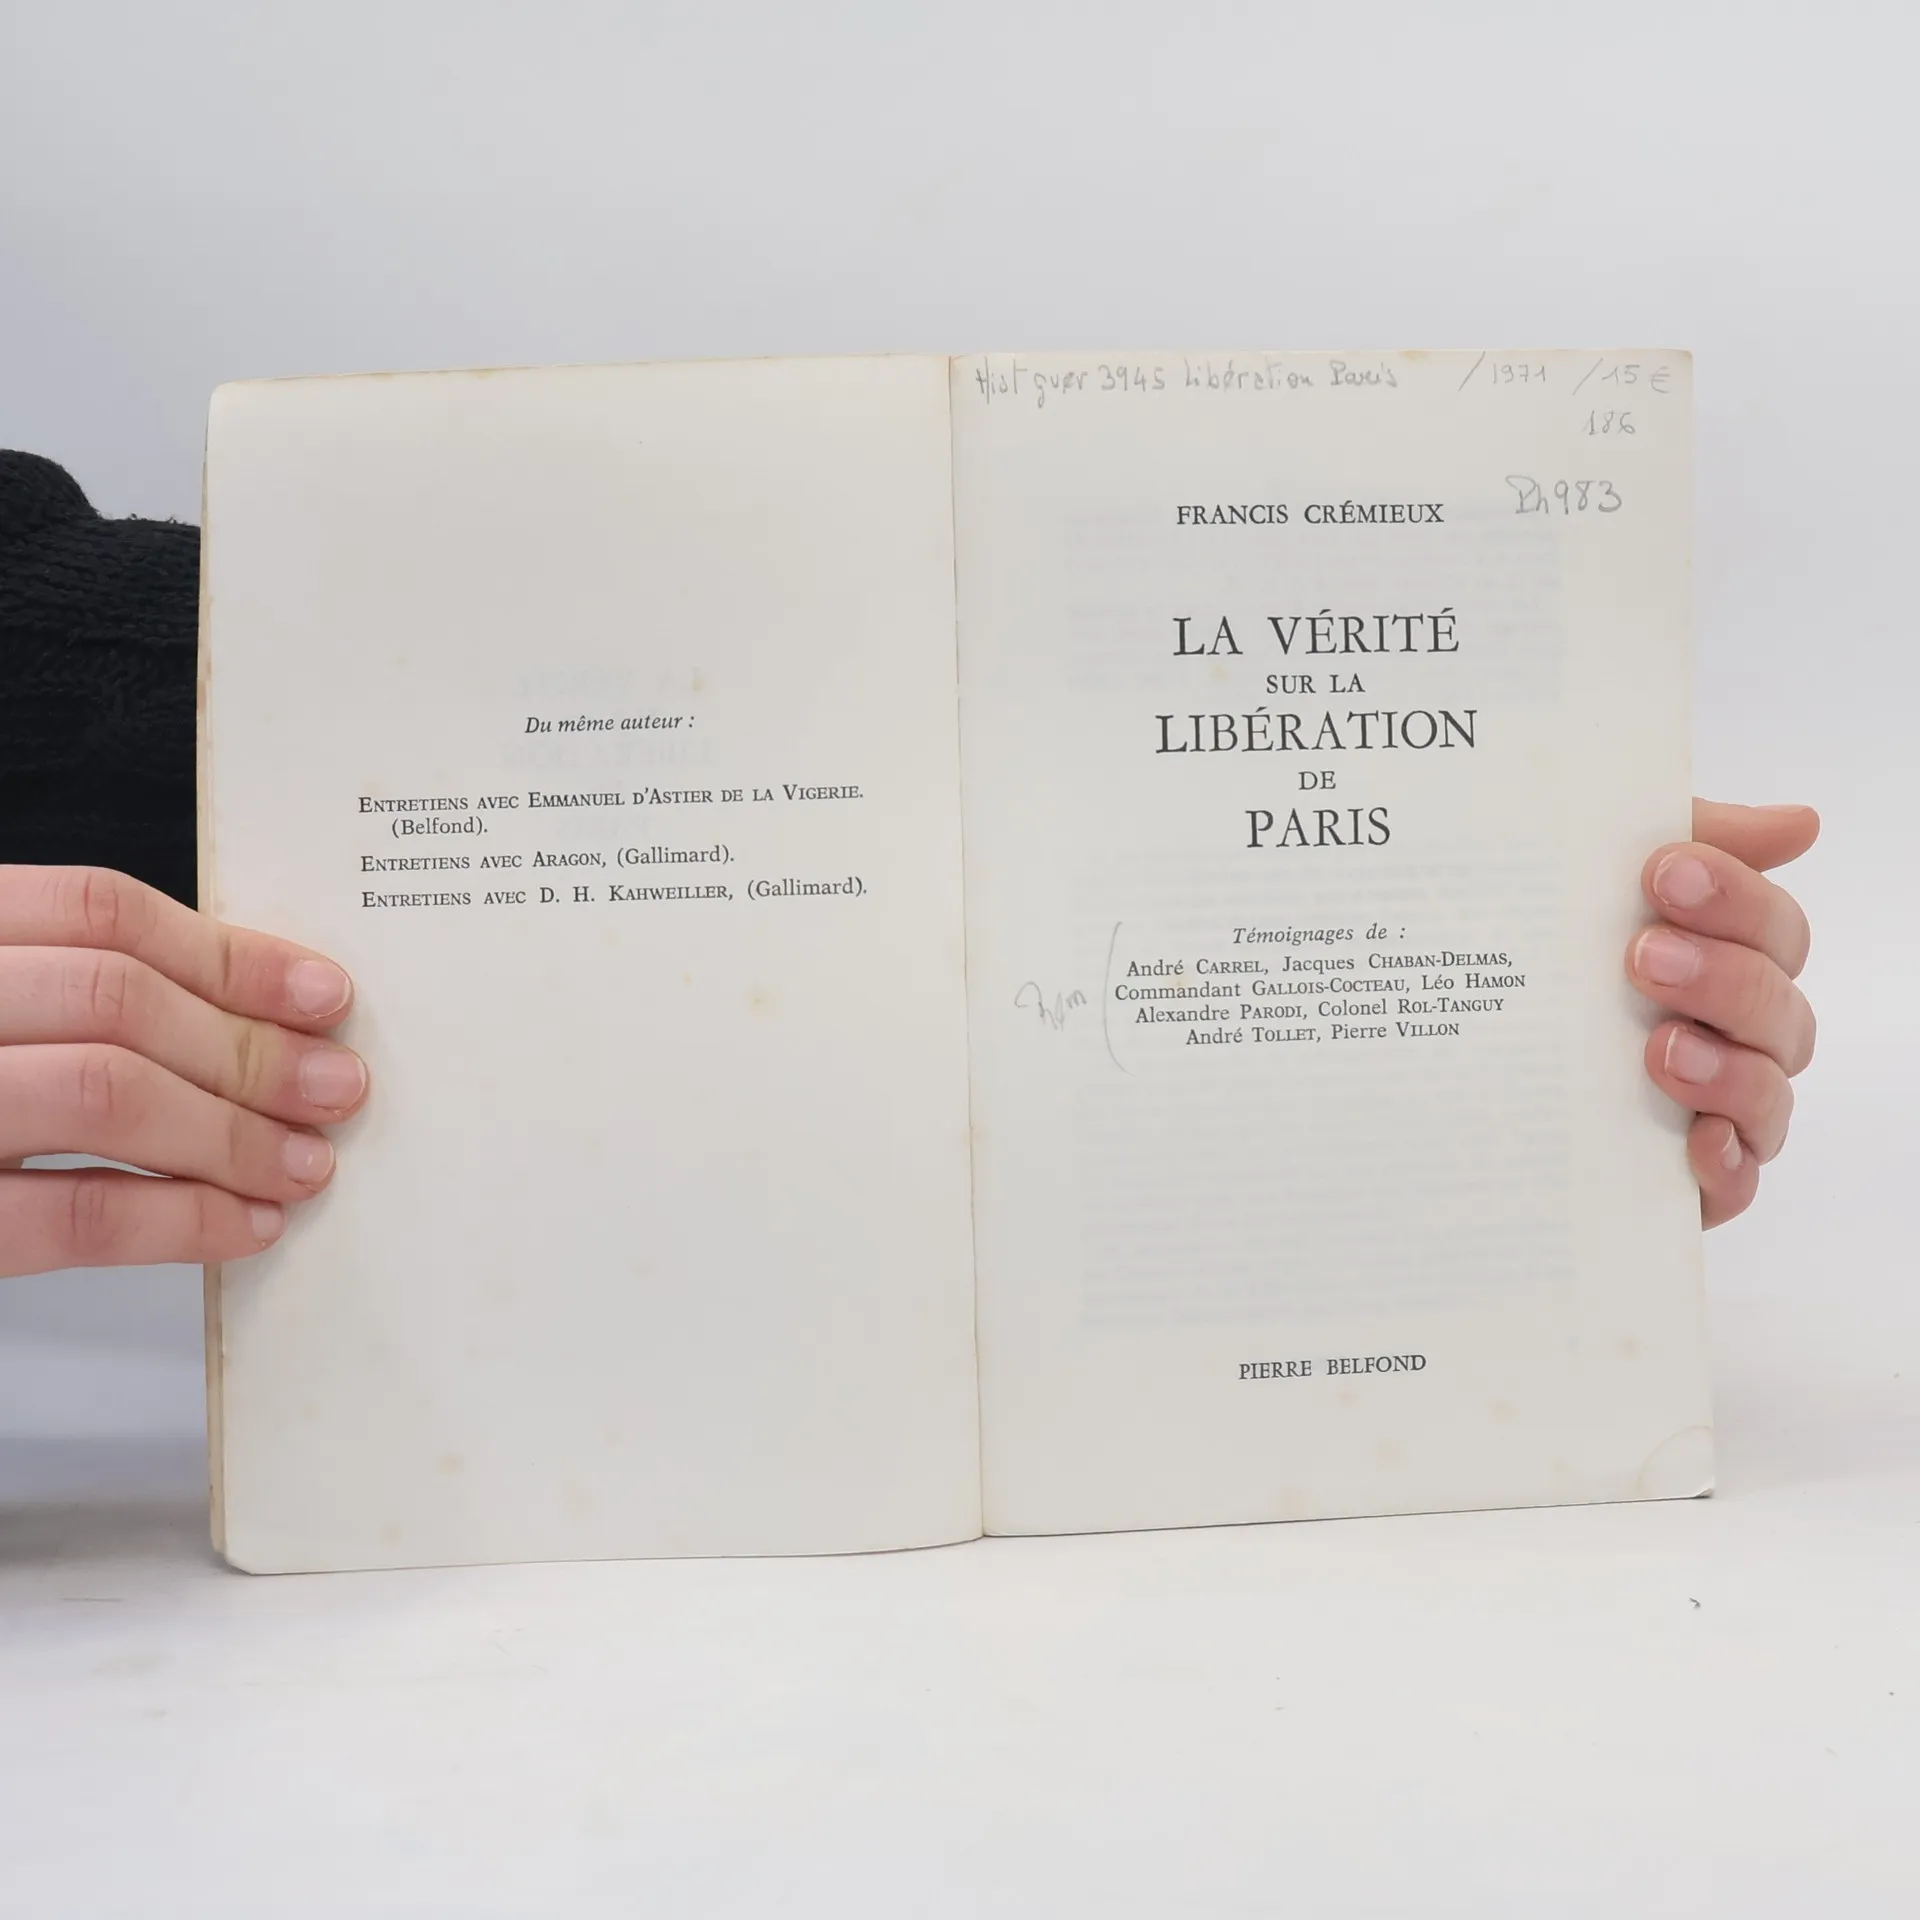 Du même auteur :
ENTRETIENS AVEC EMMANUEL D'ASTIER DE LA VIGERIE.
(Belfond).
ENTRETIENS AVEC ARAGON, (Gallimard).
ENTRETIENS AVEC D. H. KAHWEILLER, (Gallimard).
Hist guer 3945 Libération Paris / 1971 / 15 €
186
983
FRANCIS CRÉMIEUX
LA VÉRITÉ
SUR LA
LIBÉRATION
DE
PARIS
Témoignages de :
André CARREL, Jacques CHABAN-DELMAS,
Commandant GALLOIS-COCTEAU, Léo HAMON
Alexandre PARODI, Colonel ROL-TANGUY
André TOLLET, Pierre VILLON
PIERRE BELFOND